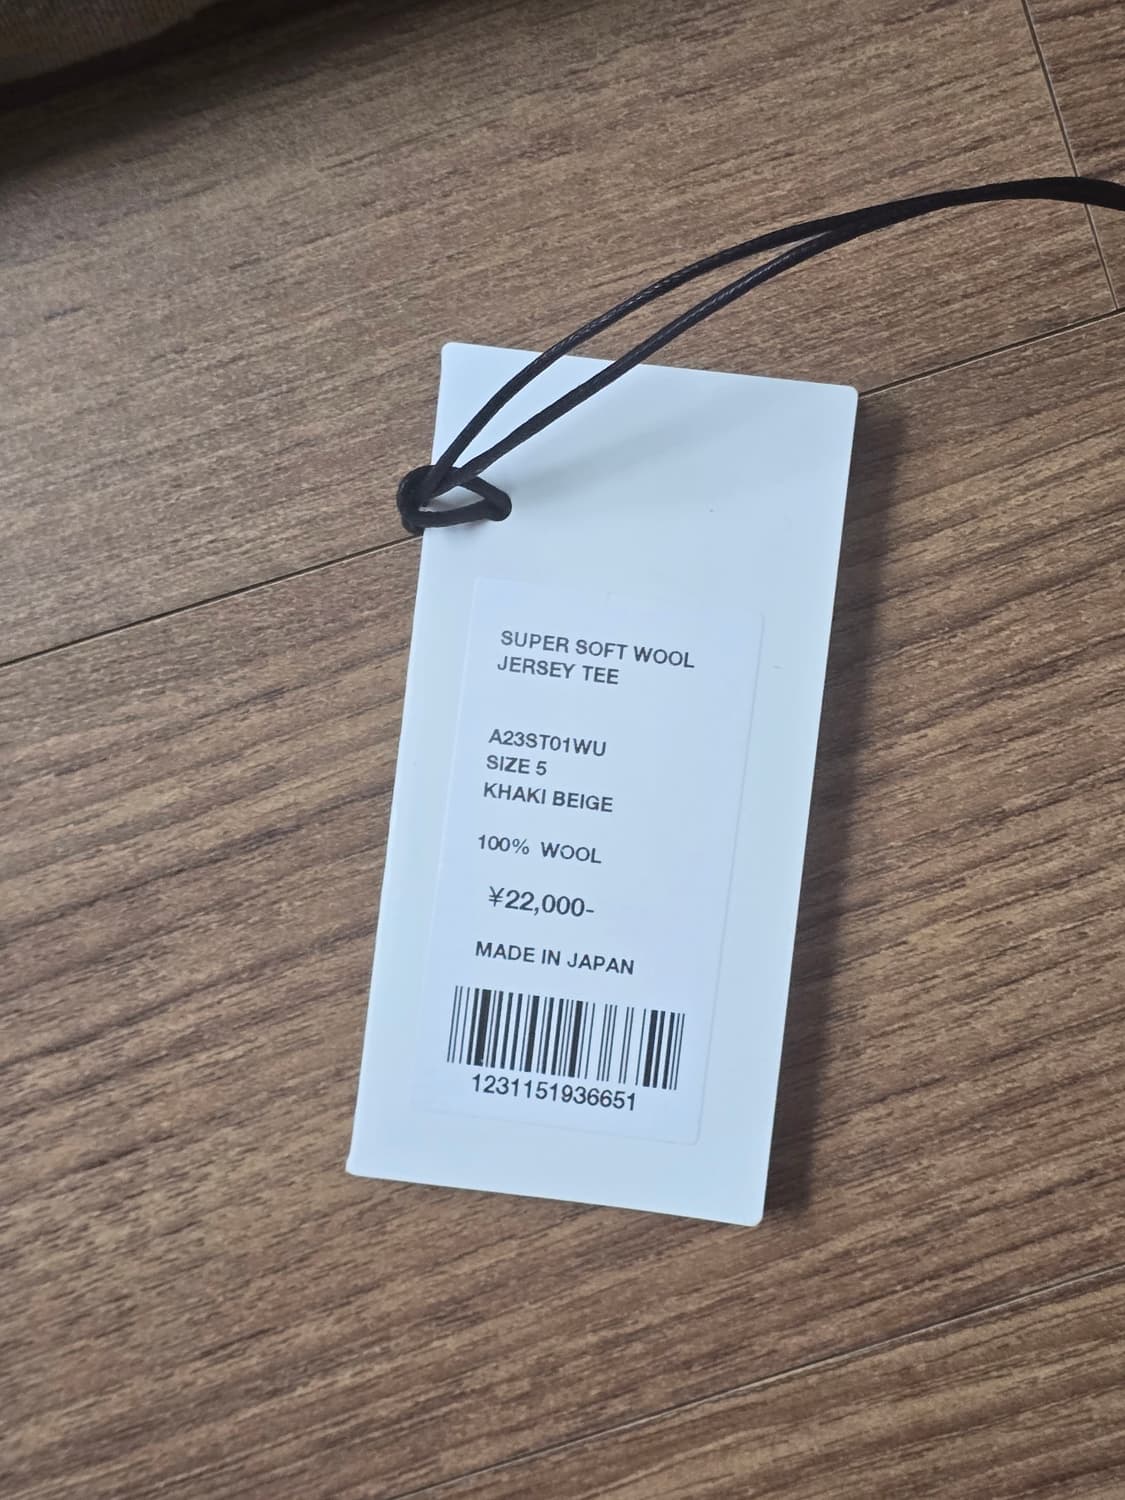 SUPER SOFT WOOL
JERSEY TEE
A23ST01WU
SIZE 5
KHAKI BEIGE
100% WOOL
¥22,000-
MADE IN JAPAN
1231151936651